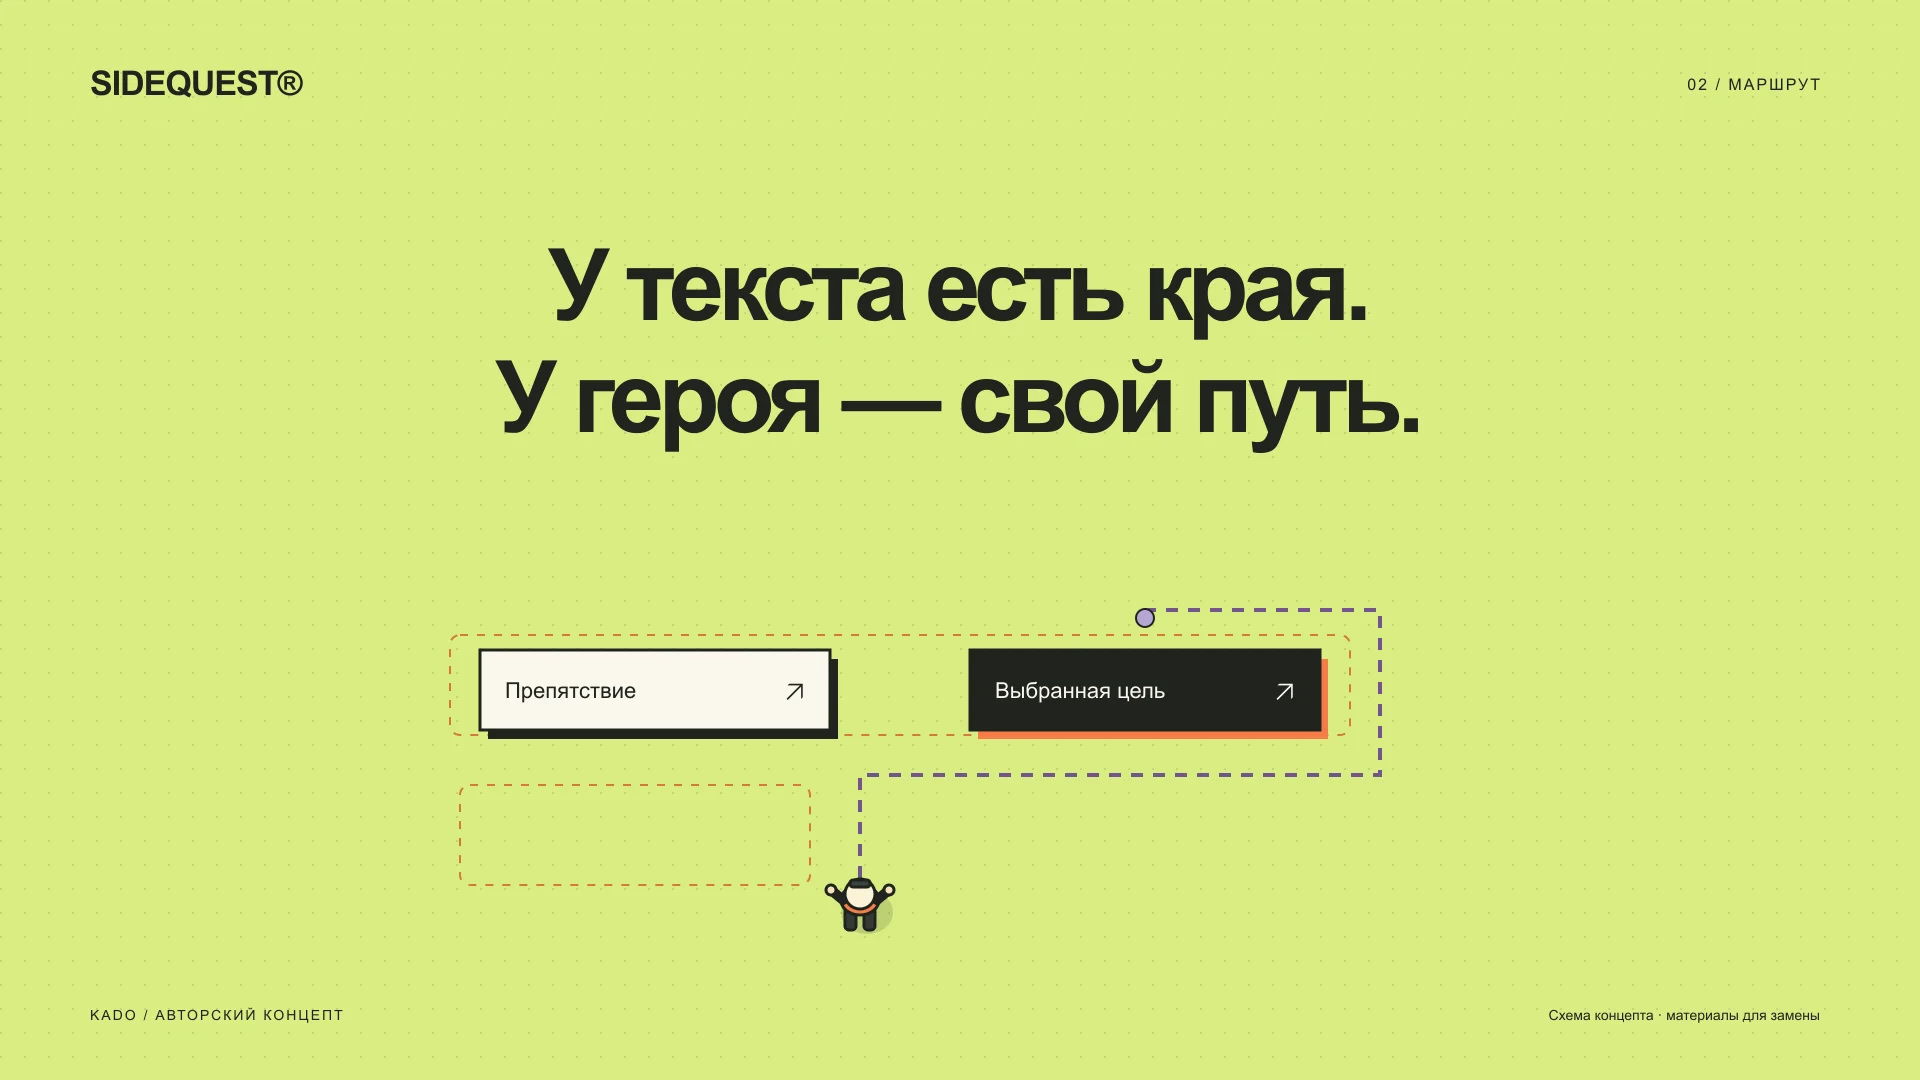 SIDEQUEST®
02 / МАРШРУТ
У текста есть края.
У героя — свой путь.
Препятствие
Выбранная цель
KADO / АВТОРСКИЙ КОНЦЕПТ
Схема концепта · материалы для замены